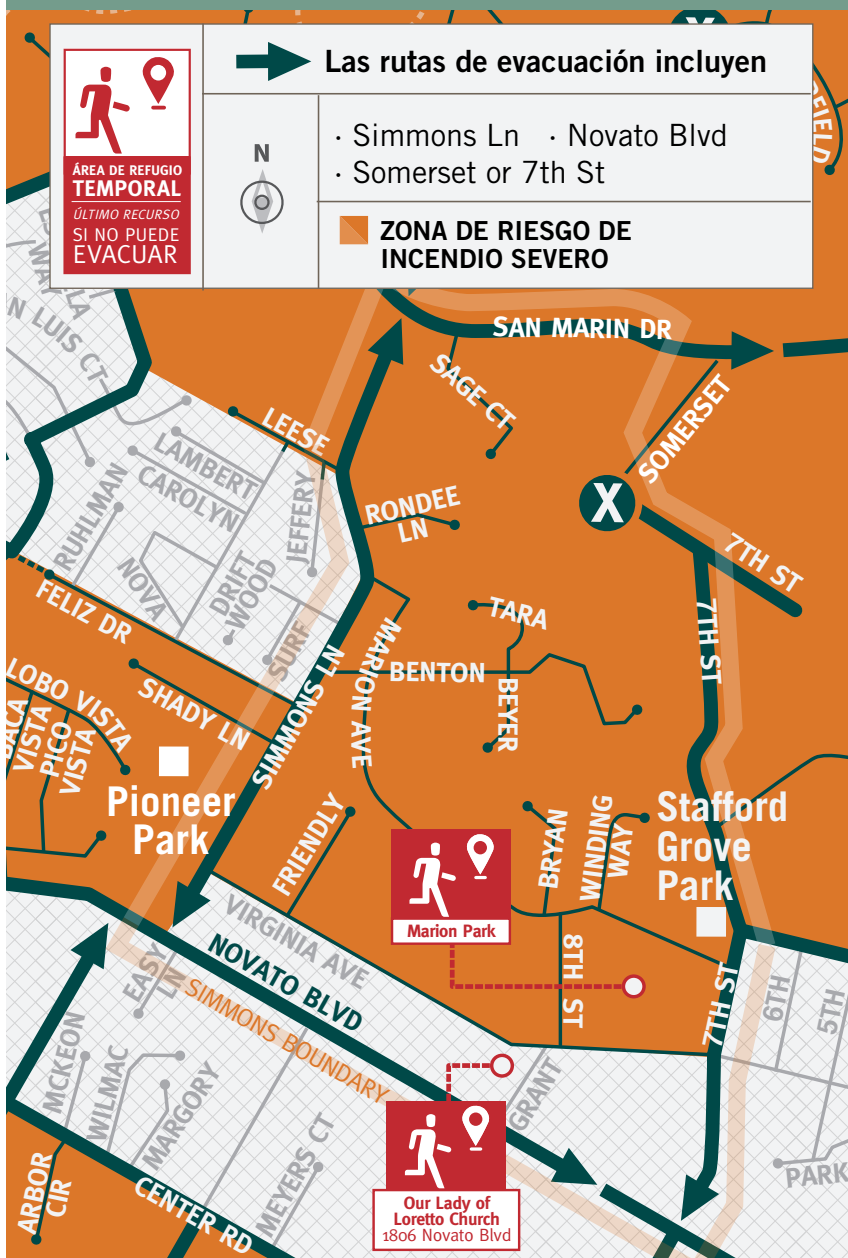 Las rutas de evacuación incluyen
ÁREA DE REFUGIO
TEMPORAL
ÚLTIMO RECURSO
SI NO PUEDE
EVACUAR
N
· Simmons Ln · Novato Blvd
· Somerset or 7th St
ZONA DE RIESGO DE
INCENDIO SEVERO
X
WAY
LUIS CT
SAN MARIN DR
SAGE CT
SOMERSET
LEESE
LAMBERT
CAROLYN
RUHLMAN
JEFFERY
RONDEE
LN
X
7TH ST
NOVA
DRIFT
WOOD
SURF
FELIZ DR
TARA
7TH ST
MARION AVE
BENTON
BEYER
SIMMONS LN
LOBO VISTA
SHADY LN
BACA
VISTA
PICO
VISTA
Pioneer
Park
FRIENDLY
BRYAN
WINDING
WAY
Stafford
Grove
Park
Marion Park
VIRGINIA AVE
NOVATO BLVD
8TH ST
7TH ST
6TH
5TH
EASY
LN
SIMMONS BOUNDARY
MCKEON
WILMAC
MARGORY
GRANT
MEYERS CT
PARK
ARBOR
CIR
CENTER RD
Our Lady of
Loretto Church
1806 Novato Blvd